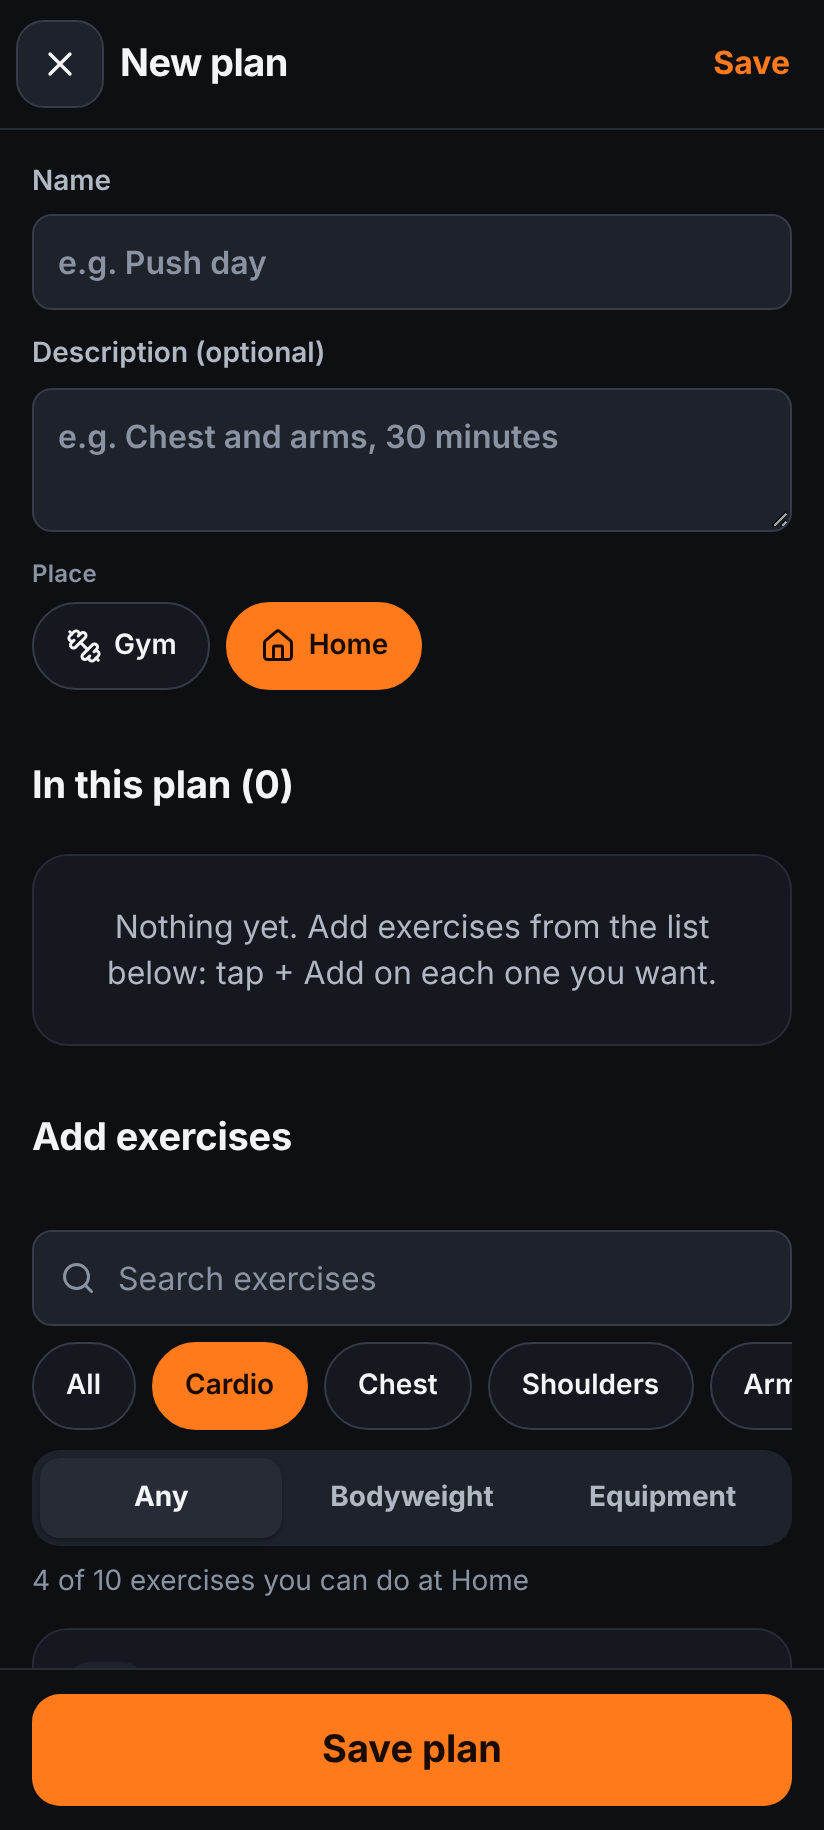 New plan
Save
Name
e.g. Push day
Description (optional)
e.g. Chest and arms, 30 minutes
Place
Gym
Home
In this plan (0)
Nothing yet. Add exercises from the list
below: tap + Add on each one you want.
Add exercises
Search exercises
All
Cardio
Chest
Shoulders
Arm
Any
Bodyweight
Equipment
4 of 10 exercises you can do at Home
Save plan